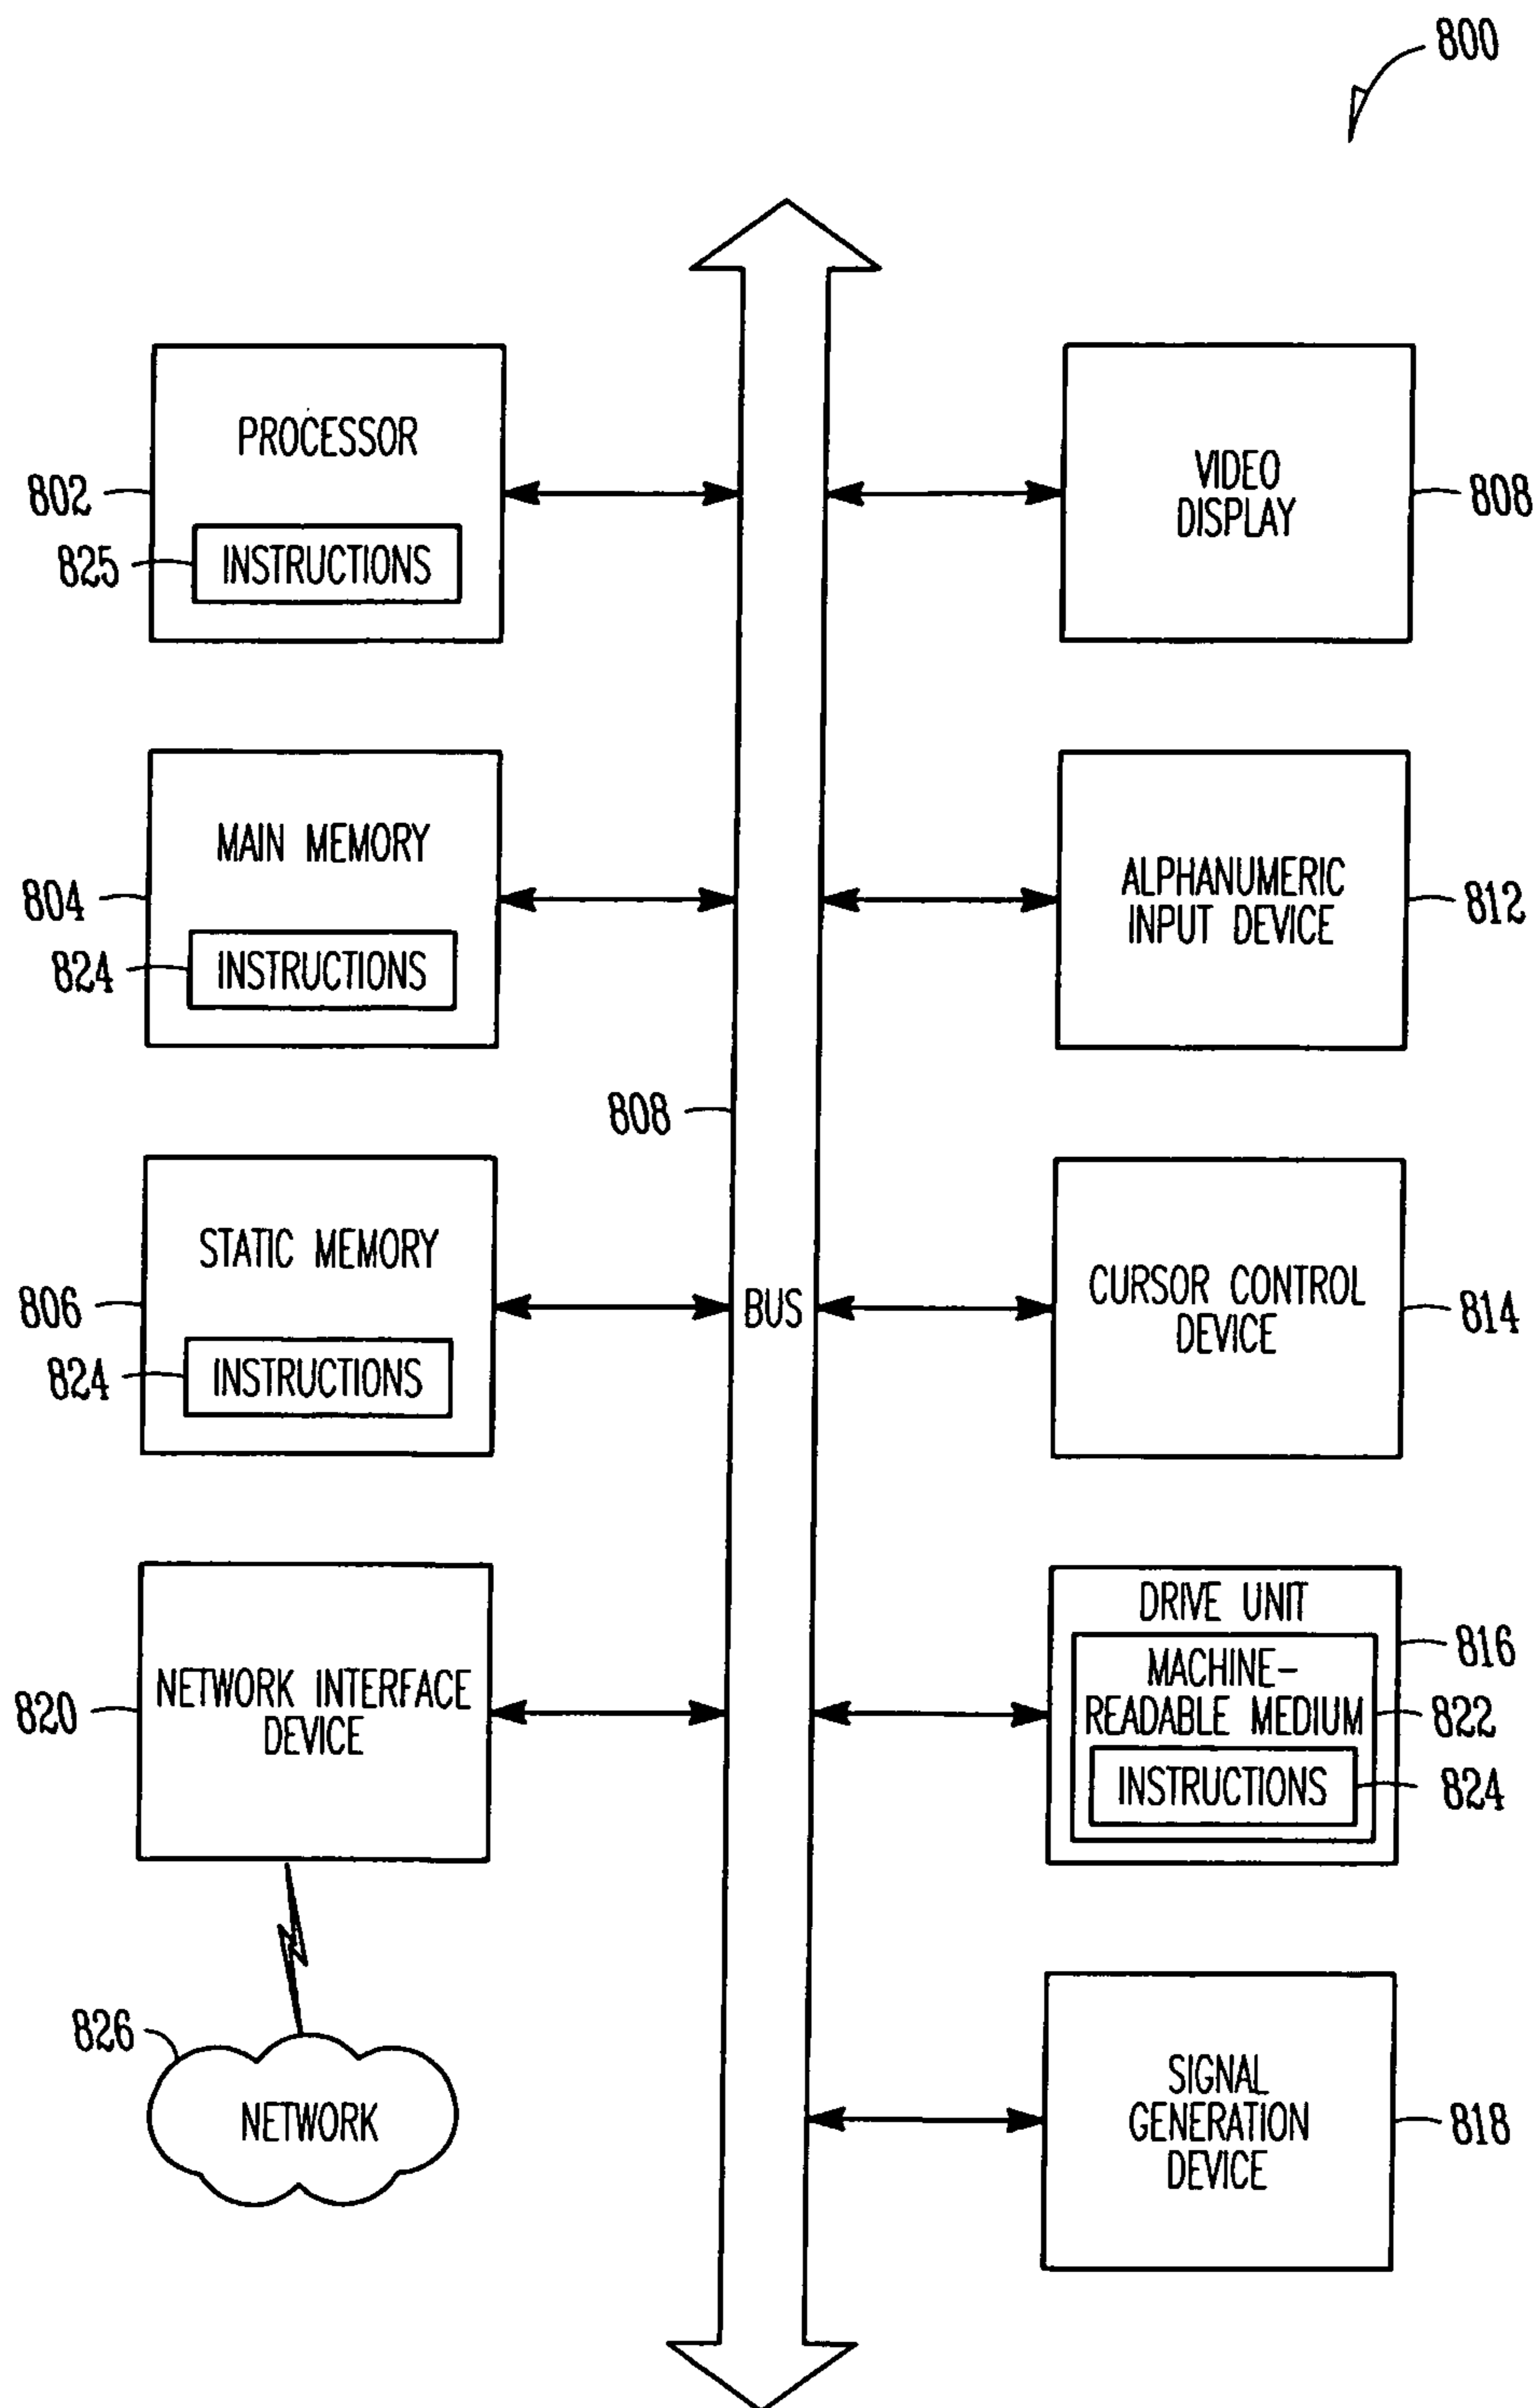 800
PROCESSOR
802
825
INSTRUCTIONS
VIDEO
DISPLAY
808
MAIN MEMORY
804
824
INSTRUCTIONS
ALPHANUMERIC
INPUT DEVICE
812
808
STATIC MEMORY
806
824
INSTRUCTIONS
BUS
CURSOR CONTROL
DEVICE
814
NETWORK INTERFACE
DEVICE
820
DRIVE UNIT
816
MACHINE-
READABLE MEDIUM
822
INSTRUCTIONS
824
826
NETWORK
SIGNAL
GENERATION
DEVICE
818